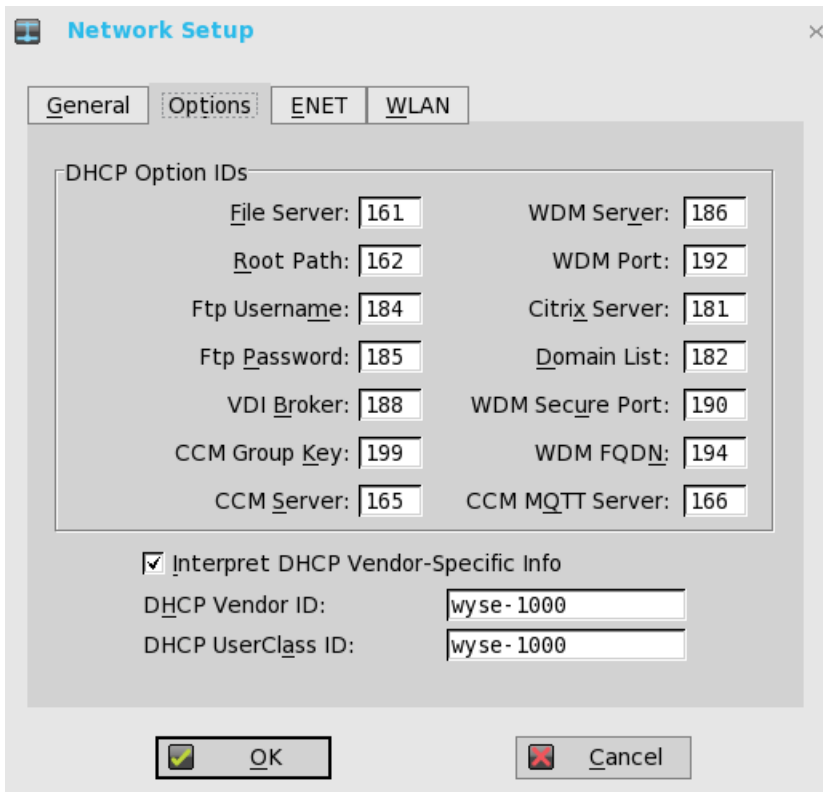 Network Setup
General Options ENET WLAN
DHCP Option IDs
File Server: 161 WDM Server: 186
Root Path: 162 WDM Port: 192
Ftp Username: 184 Citrix Server: 181
Ftp Password: 185 Domain List: 182
VDI Broker: 188 WDM Secure Port: 190
CCM Group Key: 199 WDM FQDN: 194
CCM Server: 165 CCM MQTT Server: 166
Interpret DHCP Vendor-Specific Info
DHCP Vendor ID: wyse-1000
DHCP UserClass ID: wyse-1000
OK Cancel